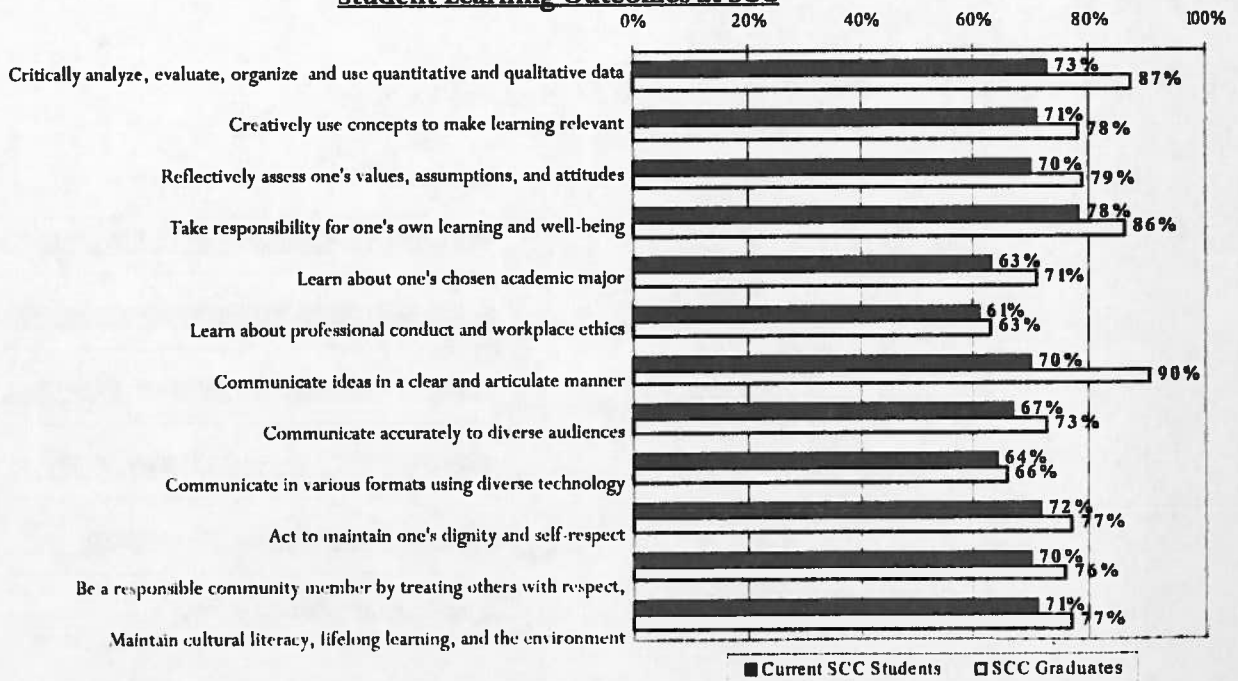 Student Learning Outcomes at SCC
0% 20% 40% 60% 80% 100%
Critically analyze, evaluate, organize and use quantitative and qualitative data 73% 87%
Creatively use concepts to make learning relevant 71% 78%
Reflectively assess one's values, assumptions, and attitudes 70% 79%
Take responsibility for one's own learning and well-being 78% 86%
Learn about one's chosen academic major 63% 71%
Learn about professional conduct and workplace ethics 61% 63%
Communicate ideas in a clear and articulate manner 70% 90%
Communicate accurately to diverse audiences 67% 73%
Communicate in various formats using diverse technology 64% 66%
Act to maintain one's dignity and self-respect 72% 77%
Be a responsible community member by treating others with respect, 70% 76%
Maintain cultural literacy, lifelong learning, and the environment 71% 77%
Current SCC Students SCC Graduates